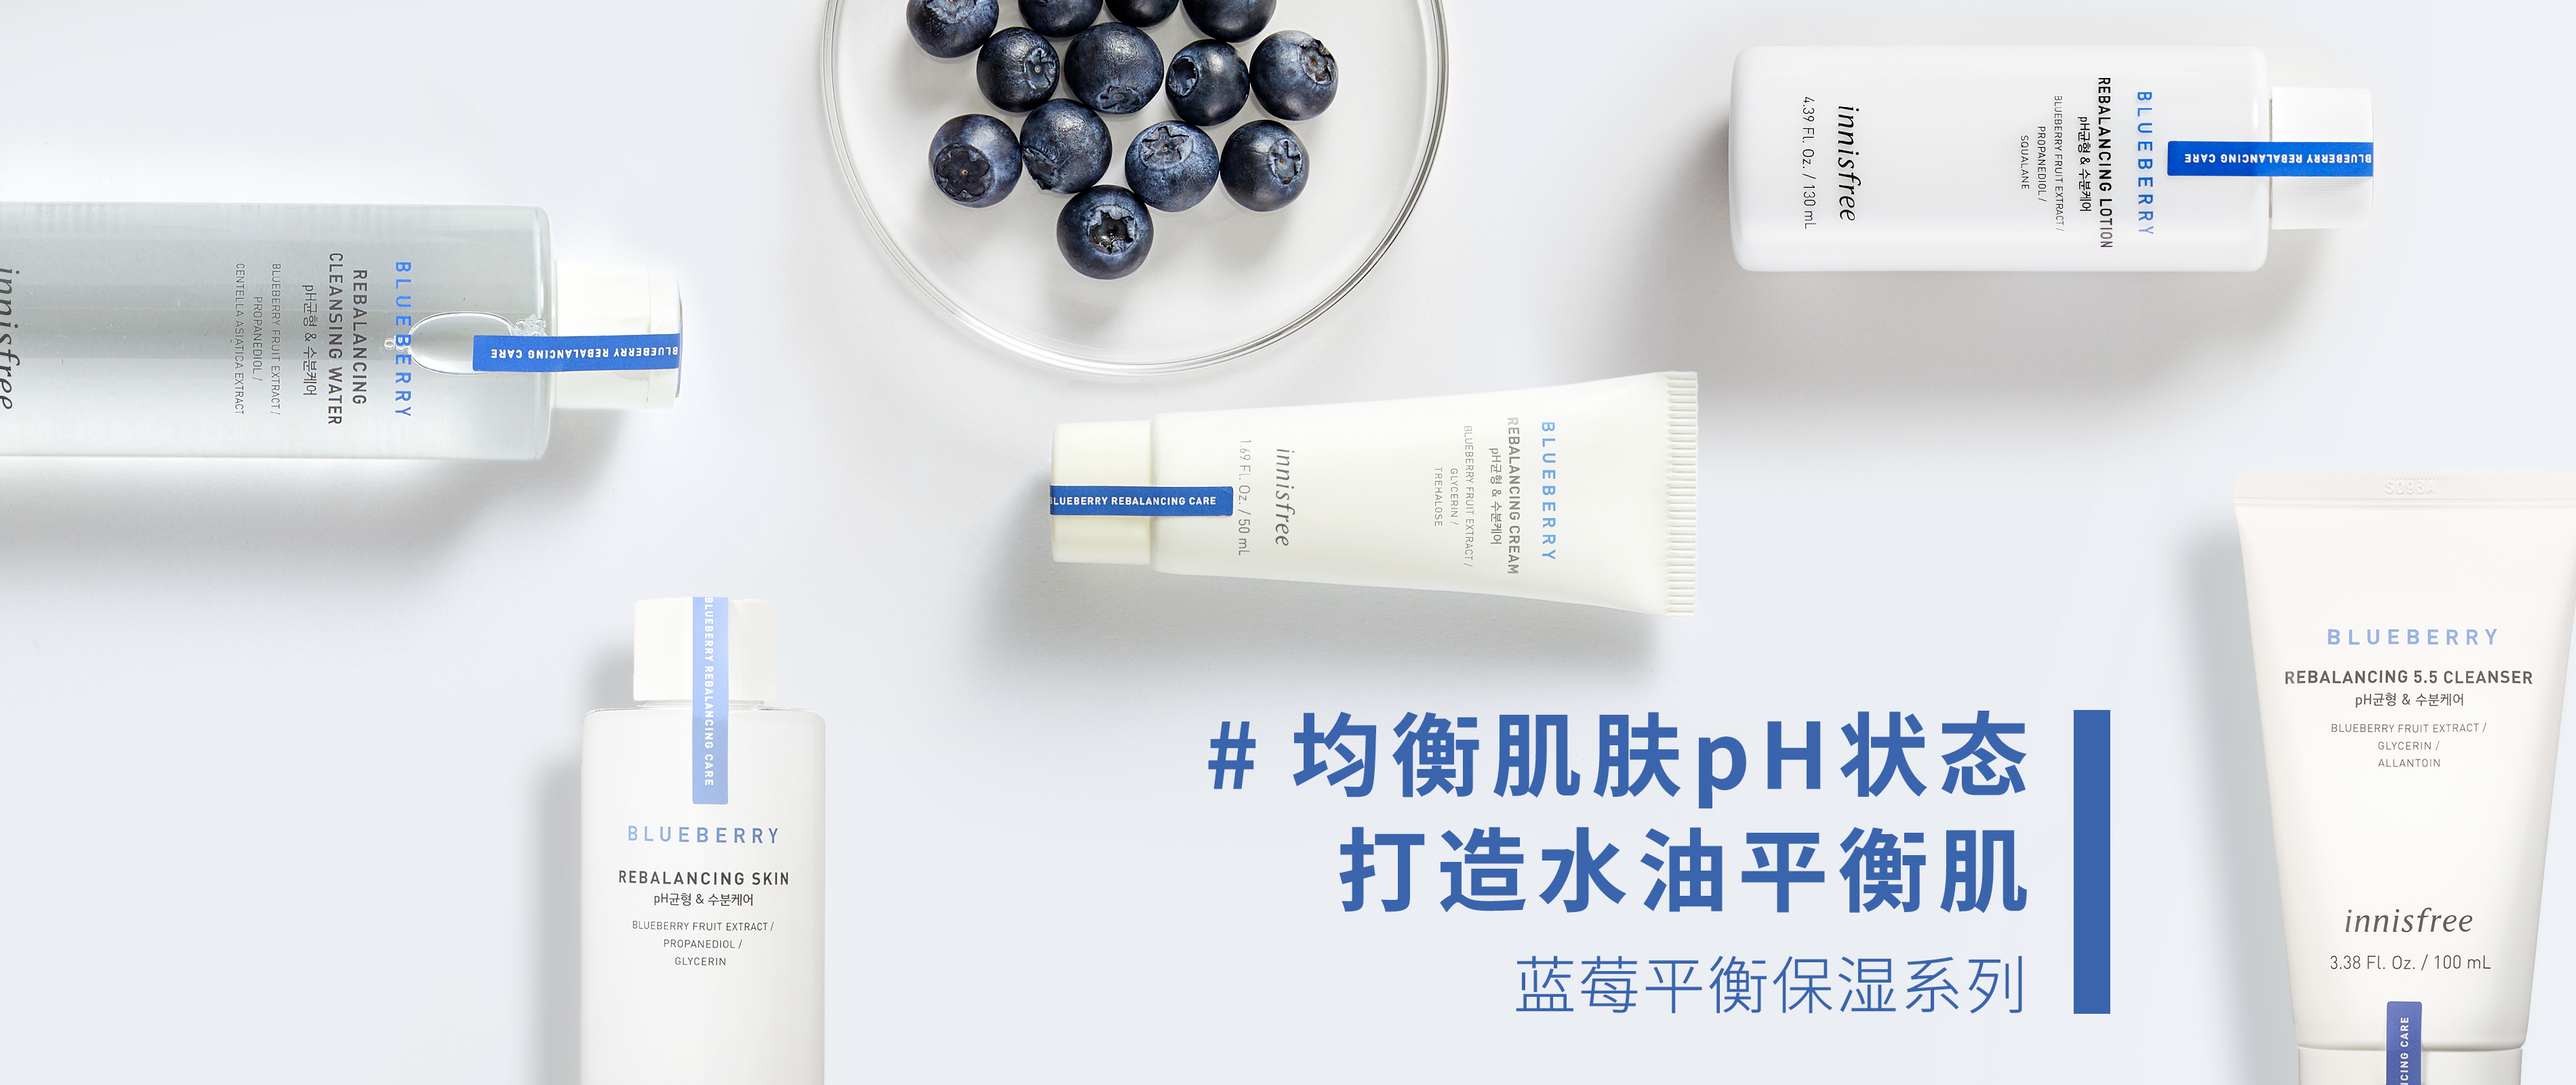 BLUEBERRY
REBALANCING
CLEANSING WATER
pH균형 & 수분케어
BLUEBERRY FRUIT EXTRACT /
PROPANEDIOL /
CENTELLA ASIATICA EXTRACT
innisfree
BLUEBERRY REBALANCING CARE
BLUEBERRY
REBALANCING LOTION
pH균형 & 수분케어
BLUEBERRY FRUIT EXTRACT /
PROPANEDIOL /
SQUALANE
innisfree
4.39 Fl. Oz. / 130 mL
BLUEBERRY REBALANCING CARE
BLUEBERRY
REBALANCING CREAM
pH균형 & 수분케어
BLUEBERRY FRUIT EXTRACT /
GLYCERIN /
TREHALOSE
innisfree
1.69 Fl. Oz. / 50 mL
LUEBERRY REBALANCING CARE
BLUEBERRY REBALANCING CARE
BLUEBERRY
REBALANCING SKIN
pH균형 & 수분케어
BLUEBERRY FRUIT EXTRACT /
PROPANEDIOL /
GLYCERIN
# 均衡肌肤pH状态
打造水油平衡肌
蓝莓平衡保湿系列
BLUEBERRY
REBALANCING 5.5 CLEANSER
pH균형 & 수분케어
BLUEBERRY FRUIT EXTRACT /
GLYCERIN /
ALLANTOIN
innisfree
3.38 Fl. Oz. / 100 mL
CING CARE